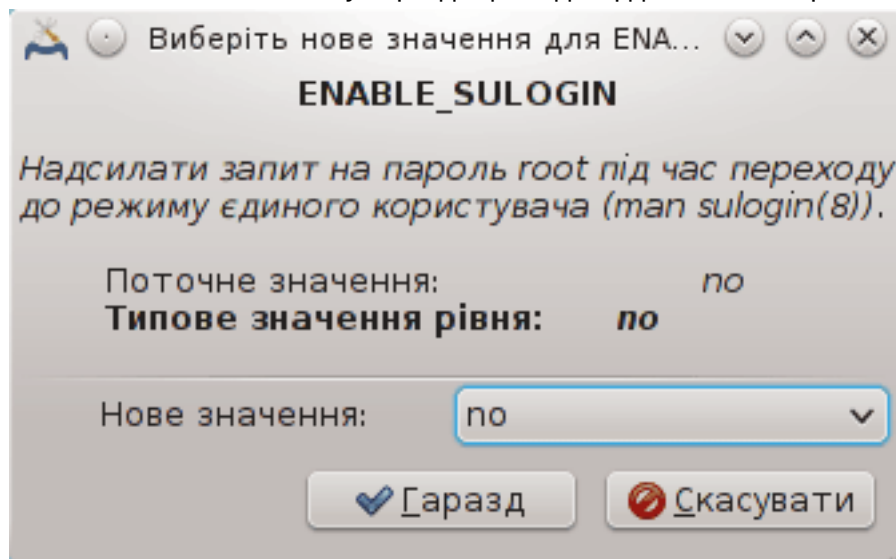 Виберіть нове значення для ENA...
ENABLE_SULOGIN
Надсилати запит на пароль root під час переходу
до режиму єдиного користувача (man sulogin(8)).
Поточне значення: no
Типове значення рівня: no
Нове значення: no
Гаразд Скасувати